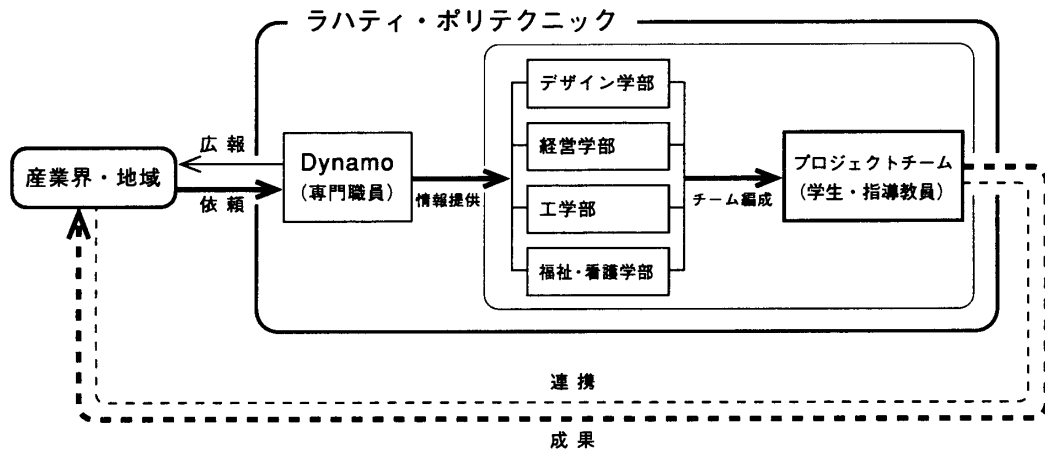 ラハティ・ポリテクニック
デザイン学部
広報
Dynamo
(専門職員)
経営学部
プロジェクトチーム
(学生・指導教員)
産業界・地域
依頼
情報提供
工学部
チーム編成
福祉・看護学部
連携
成果